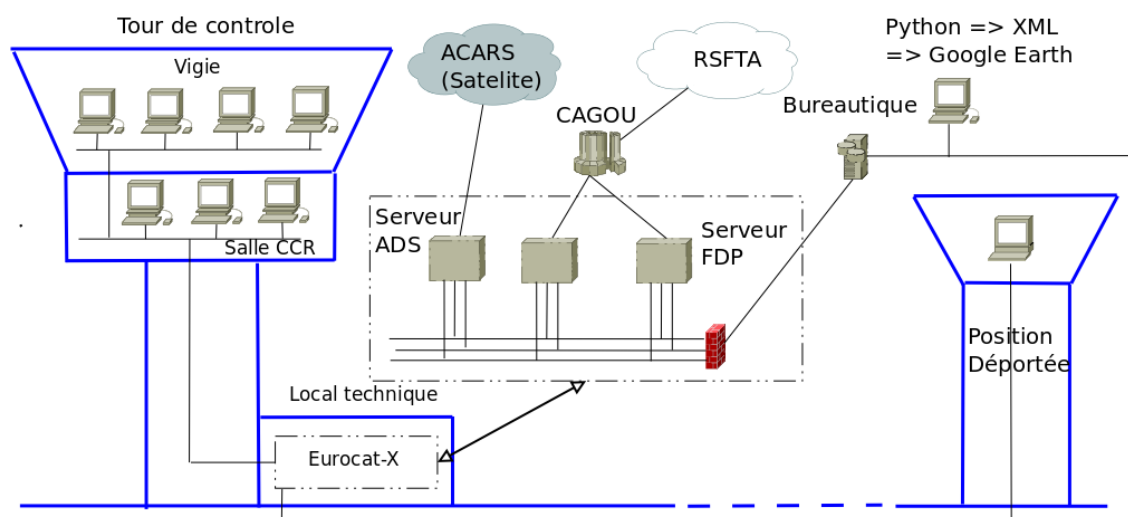 Tour de controle
Vigie
Salle CCR
ACARS
(Satelite)
RSFTA
CAGOU
Serveur
ADS
Serveur
FDP
Python => XML
=> Google Earth
Bureautique
Position
Déportée
Local technique
Eurocat-X